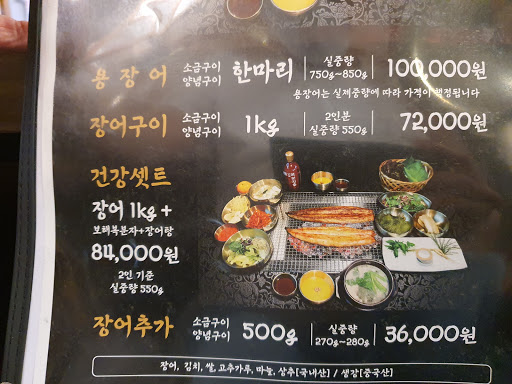 용장어 소금구이 양념구이 한마리 실중량 750g~850g 100,000원
용장어는 실제중량에 따라 가격이 책정됩니다
장어구이 소금구이 양념구이 1kg 2인분 실중량 550g 72,000원
건강셋트
장어 1kg +
보해복분자+장어탕
84,000원
2인 기준
실중량 550g
장어추가 소금구이 양념구이 500g 실중량 270g~280g 36,000원
장어, 김치, 쌀, 고추가루, 마늘, 상추[국내산] / 생강[중국산]